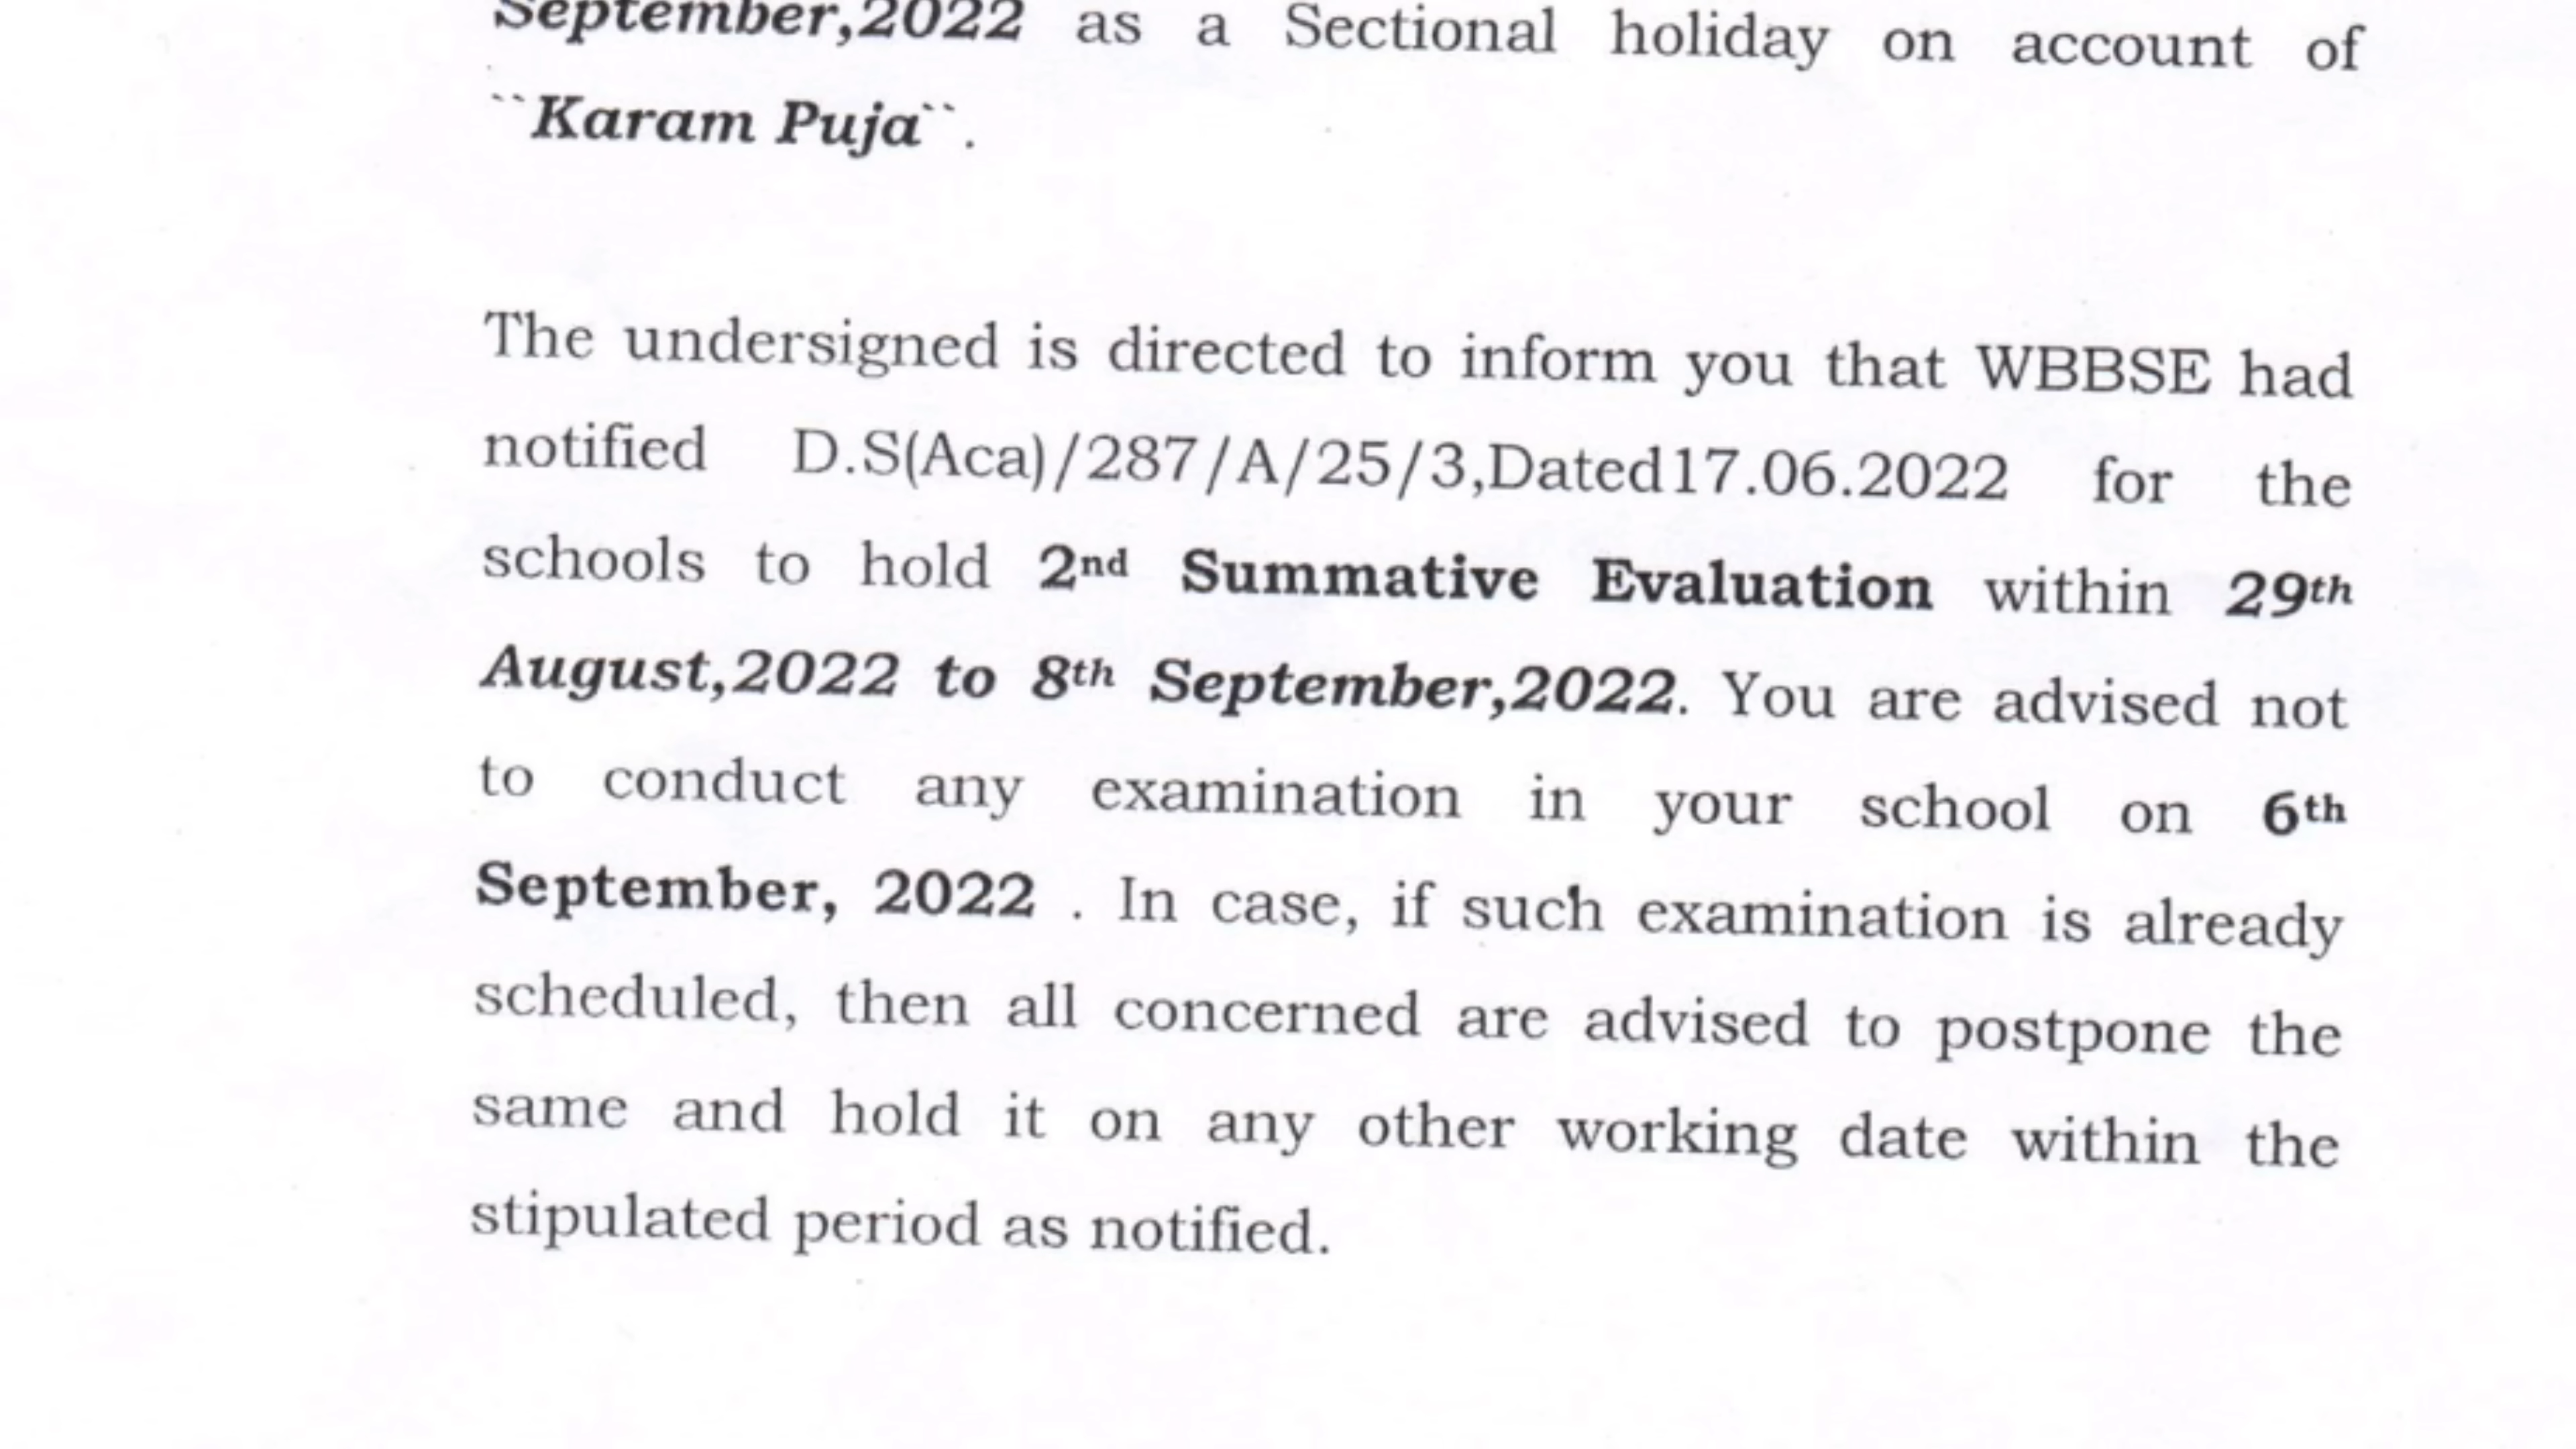 September,2022 as a Sectional holiday on account of
``Karam Puja``.
The undersigned is directed to inform you that WBBSE had
notified D.S(Aca)/287/A/25/3,Dated17.06.2022 for the
schools to hold 2nd Summative Evaluation within 29th
August,2022 to 8th September,2022. You are advised not
to conduct any examination in your school on 6th
September, 2022 . In case, if such examination is already
scheduled, then all concerned are advised to postpone the
same and hold it on any other working date within the
stipulated period as notified.